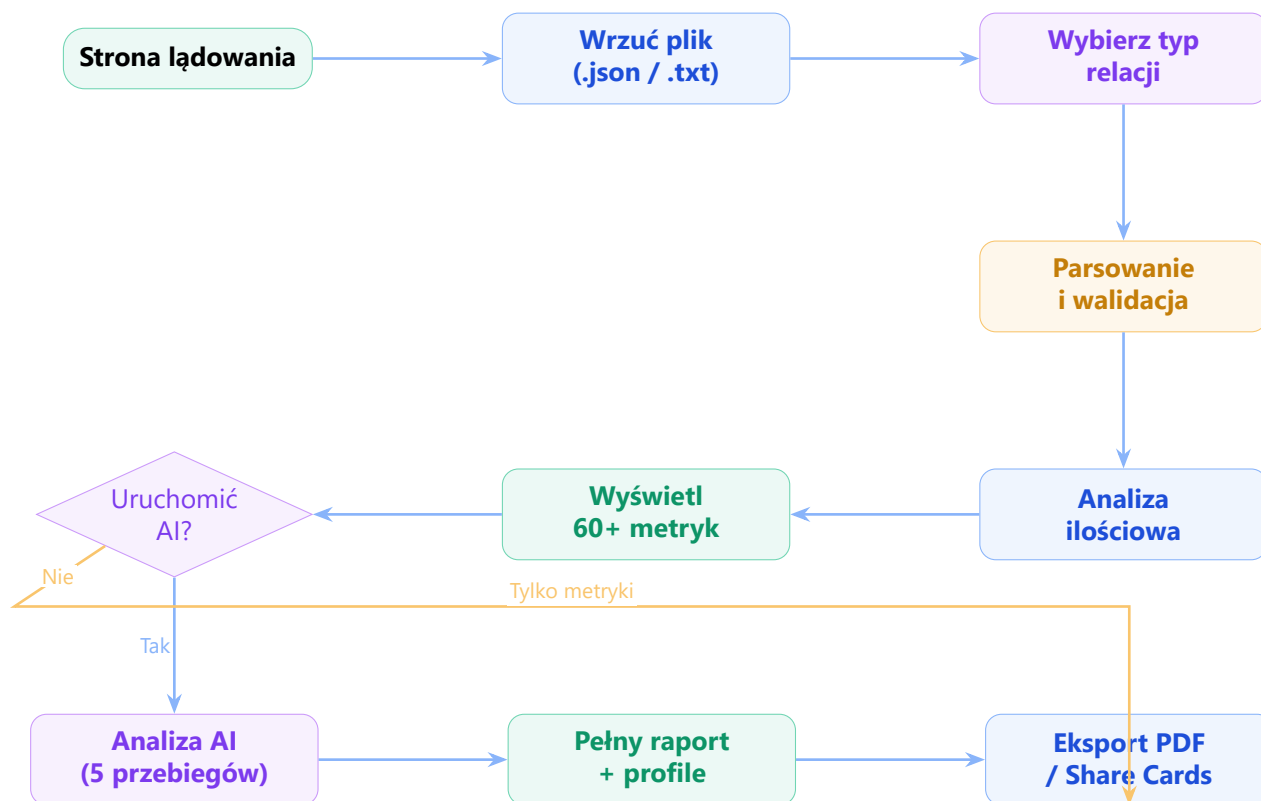 Strona lądowania
Wrzuć plik
(.json / .txt)
Wybierz typ
relacji
Parsowanie
i walidacja
Analiza
ilościowa
Wyświetl
60+ metryk
Uruchomić
AI?
Nie
Tylko metryki
Tak
Analiza AI
(5 przebiegów)
Pełny raport
+ profile
Eksport PDF
/ Share Cards